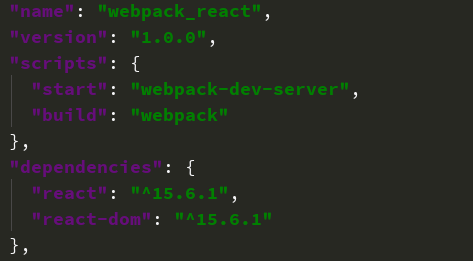 "name": "webpack_react",
"version": "1.0.0",
"scripts": {
"start": "webpack-dev-server",
"build": "webpack"
},
"dependencies": {
"react": "^15.6.1",
"react-dom": "^15.6.1"
},